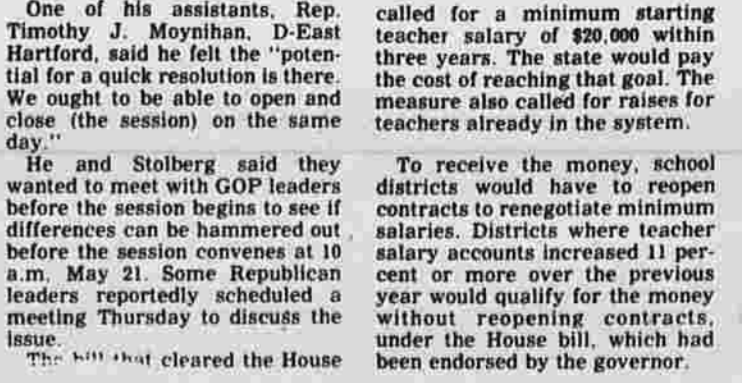 One of his assistants, Rep.
Timothy J. Moynihan, D-East
Hartford, said he felt the "poten-
tial for a quick resolution is there.
We ought to be able to open and
close (the session) on the same
day."
He and Stolberg said they
wanted to meet with GOP leaders
before the session begins to see if
differences can be hammered out
before the session convenes at 10
a.m. May 21. Some Republican
leaders reportedly scheduled a
meeting Thursday to discuss the
issue.
The bill that cleared the House
called for a minimum starting
teacher salary of $20,000 within
three years. The state would pay
the cost of reaching that goal. The
measure also called for raises for
teachers already in the system.
To receive the money, school
districts would have to reopen
contracts to renegotiate minimum
salaries. Districts where teacher
salary accounts increased 11 per-
cent or more over the previous
year would qualify for the money
without reopening contracts,
under the House bill, which had
been endorsed by the governor.